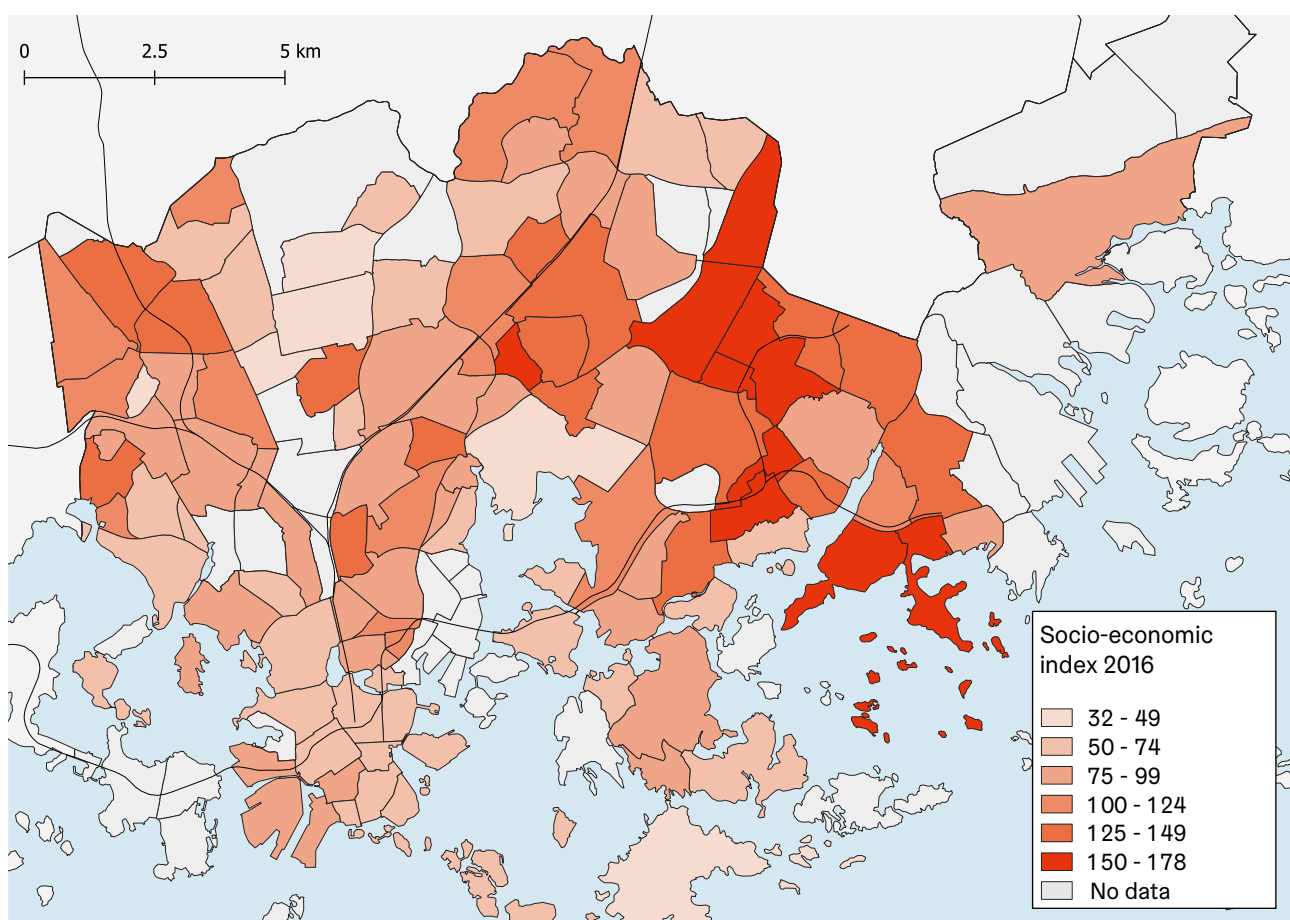 0 2.5 5 km
Socio-economic
index 2016
32 - 49
50 - 74
75 - 99
100 - 124
125 - 149
150 - 178
No data